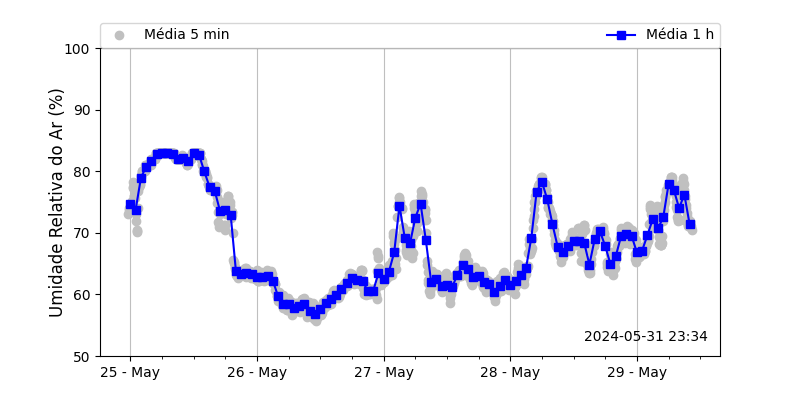 Média 5 min
Média 1 h
Umidade Relativa do Ar (%)
100
90
80
70
60
50
2024-05-31 23:34
25 - May
26 - May
27 - May
28 - May
29 - May